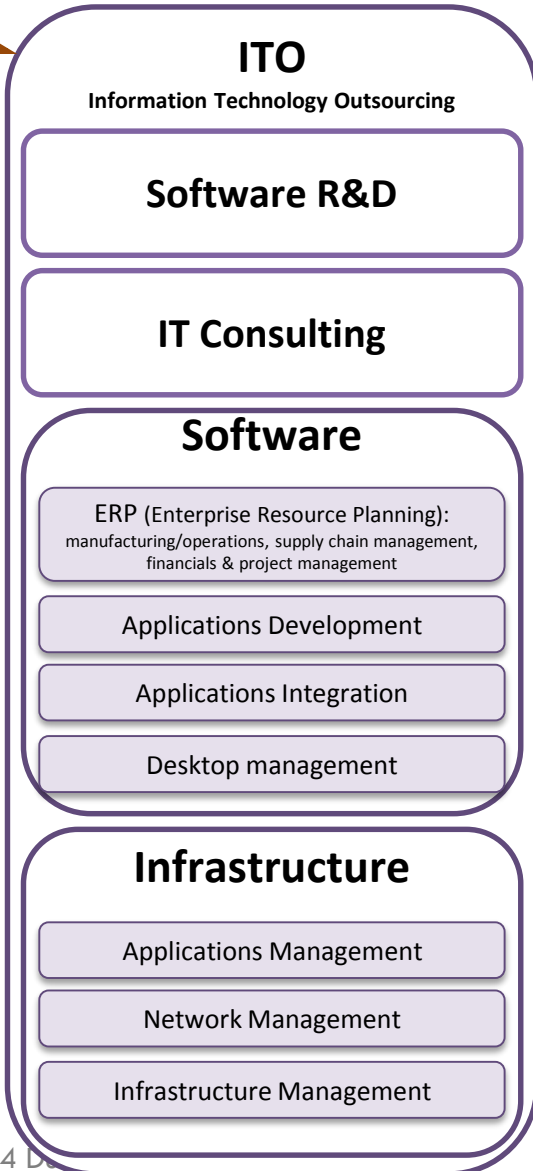 ITO
Information Technology Outsourcing
Software R&D
IT Consulting
Software
ERP (Enterprise Resource Planning):
manufacturing/operations, supply chain management,
financials & project management
Applications Development
Applications Integration
Desktop management
Infrastructure
Applications Management
Network Management
Infrastructure Management
4